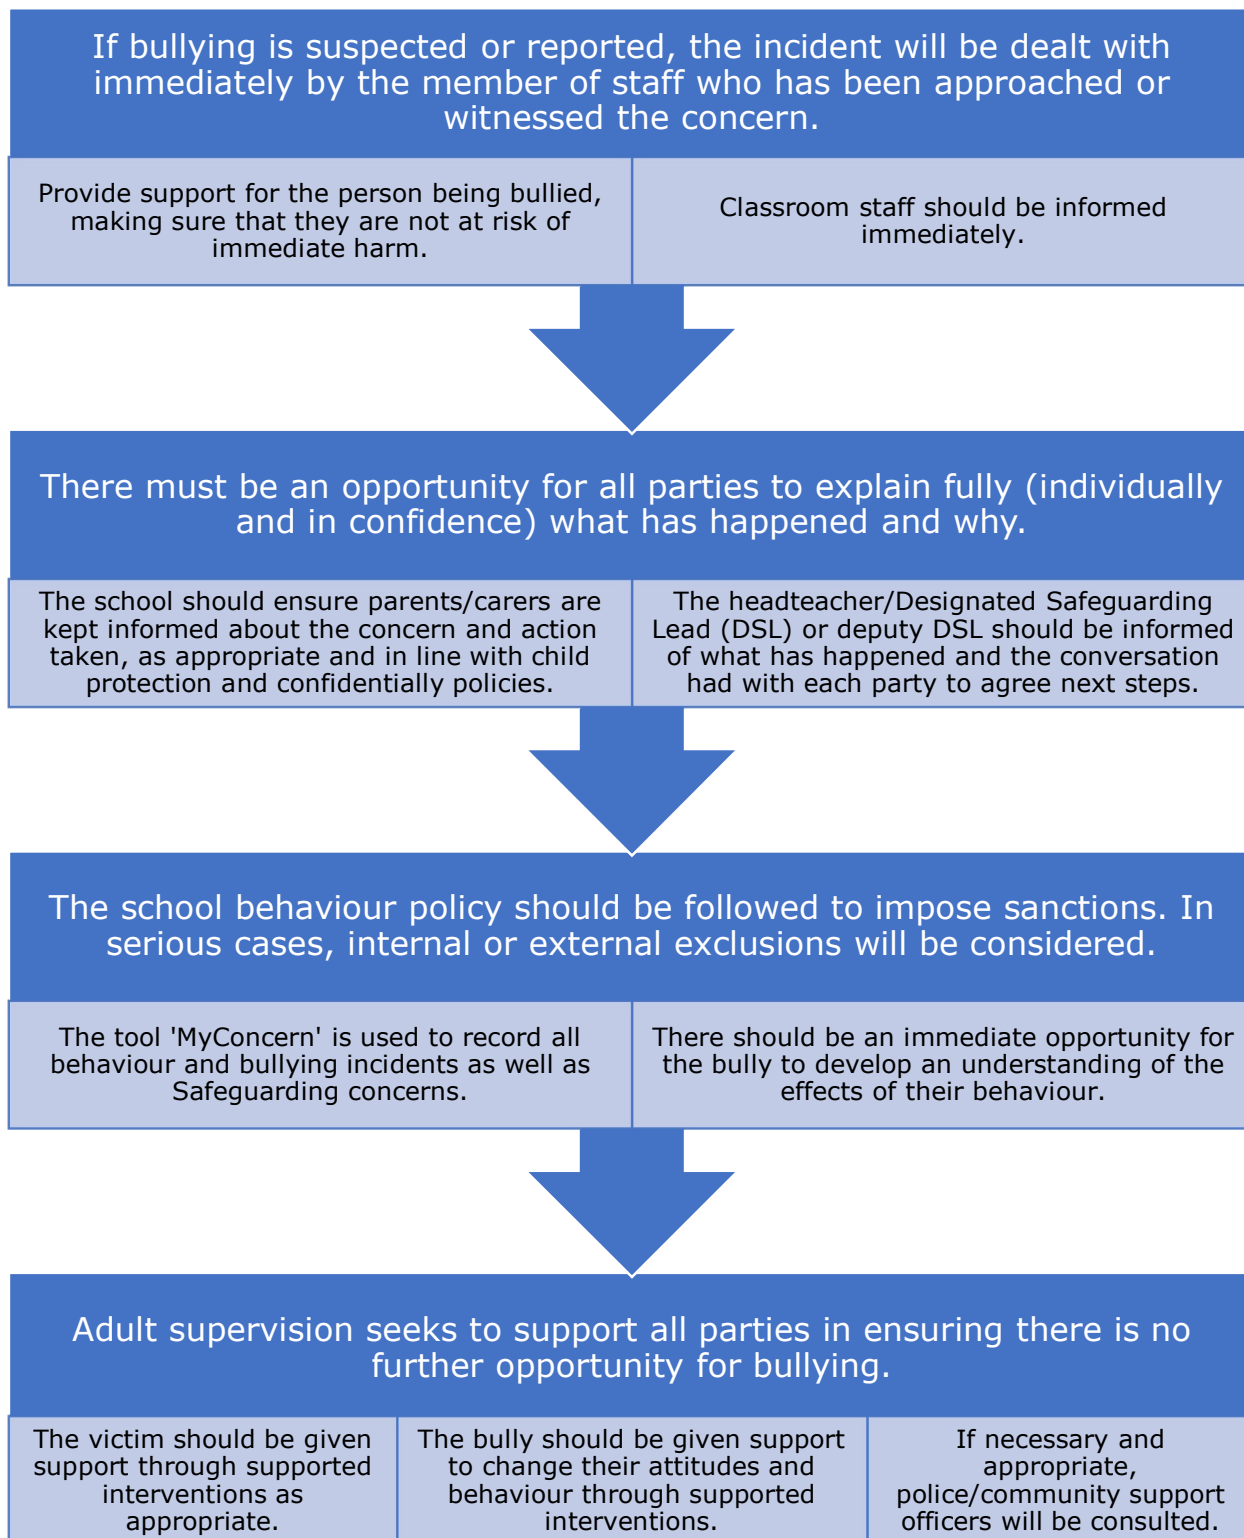 If bullying is suspected or reported, the incident will be dealt with
immediately by the member of staff who has been approached or
witnessed the concern.
Provide support for the person being bullied,
making sure that they are not at risk of
immediate harm.
Classroom staff should be informed
immediately.
There must be an opportunity for all parties to explain fully (individually
and in confidence) what has happened and why.
The school should ensure parents/carers are
kept informed about the concern and action
taken, as appropriate and in line with child
protection and confidentially policies.
The headteacher/Designated Safeguarding
Lead (DSL) or deputy DSL should be informed
of what has happened and the conversation
had with each party to agree next steps.
The school behaviour policy should be followed to impose sanctions. In
serious cases, internal or external exclusions will be considered.
The tool 'MyConcern' is used to record all
behaviour and bullying incidents as well as
Safeguarding concerns.
There should be an immediate opportunity for
the bully to develop an understanding of the
effects of their behaviour.
Adult supervision seeks to support all parties in ensuring there is no
further opportunity for bullying.
The victim should be given
support through supported
interventions as
appropriate.
The bully should be given support
to change their attitudes and
behaviour through supported
interventions.
If necessary and
appropriate,
police/community support
officers will be consulted.